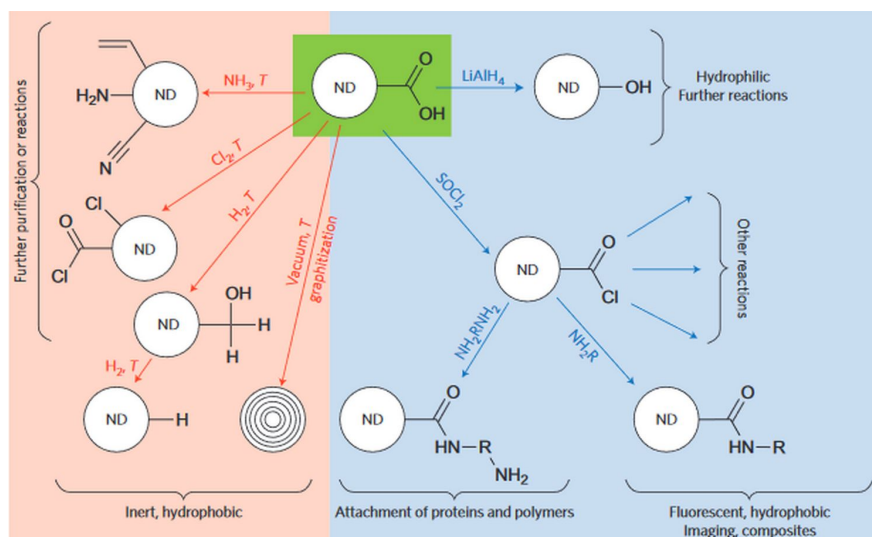 Further purification or reactions
H₂N
ND
N
NH₃, T
ND
O
OH
LiAlH₄
ND
OH
Hydrophilic
Further reactions
Cl₂, T
H₂, T
Vacuum, T
graphitization
SOCl₂
O
Cl
Cl
ND
ND
O
Cl
Other reactions
ND
OH
H
H
H₂, T
NH₂RNH₂
NH₂R
ND
H
ND
O
HN
R
NH₂
ND
O
HN
R
Inert, hydrophobic
Attachment of proteins and polymers
Fluorescent, hydrophobic
Imaging, composites